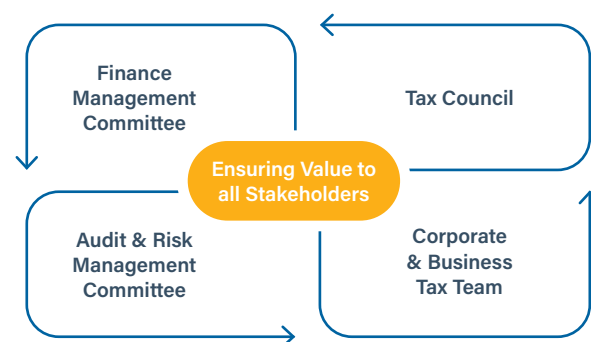 Finance
Management
Committee
Tax Council
Ensuring Value to
all Stakeholders
Audit & Risk
Management
Committee
Corporate
& Business
Tax Team